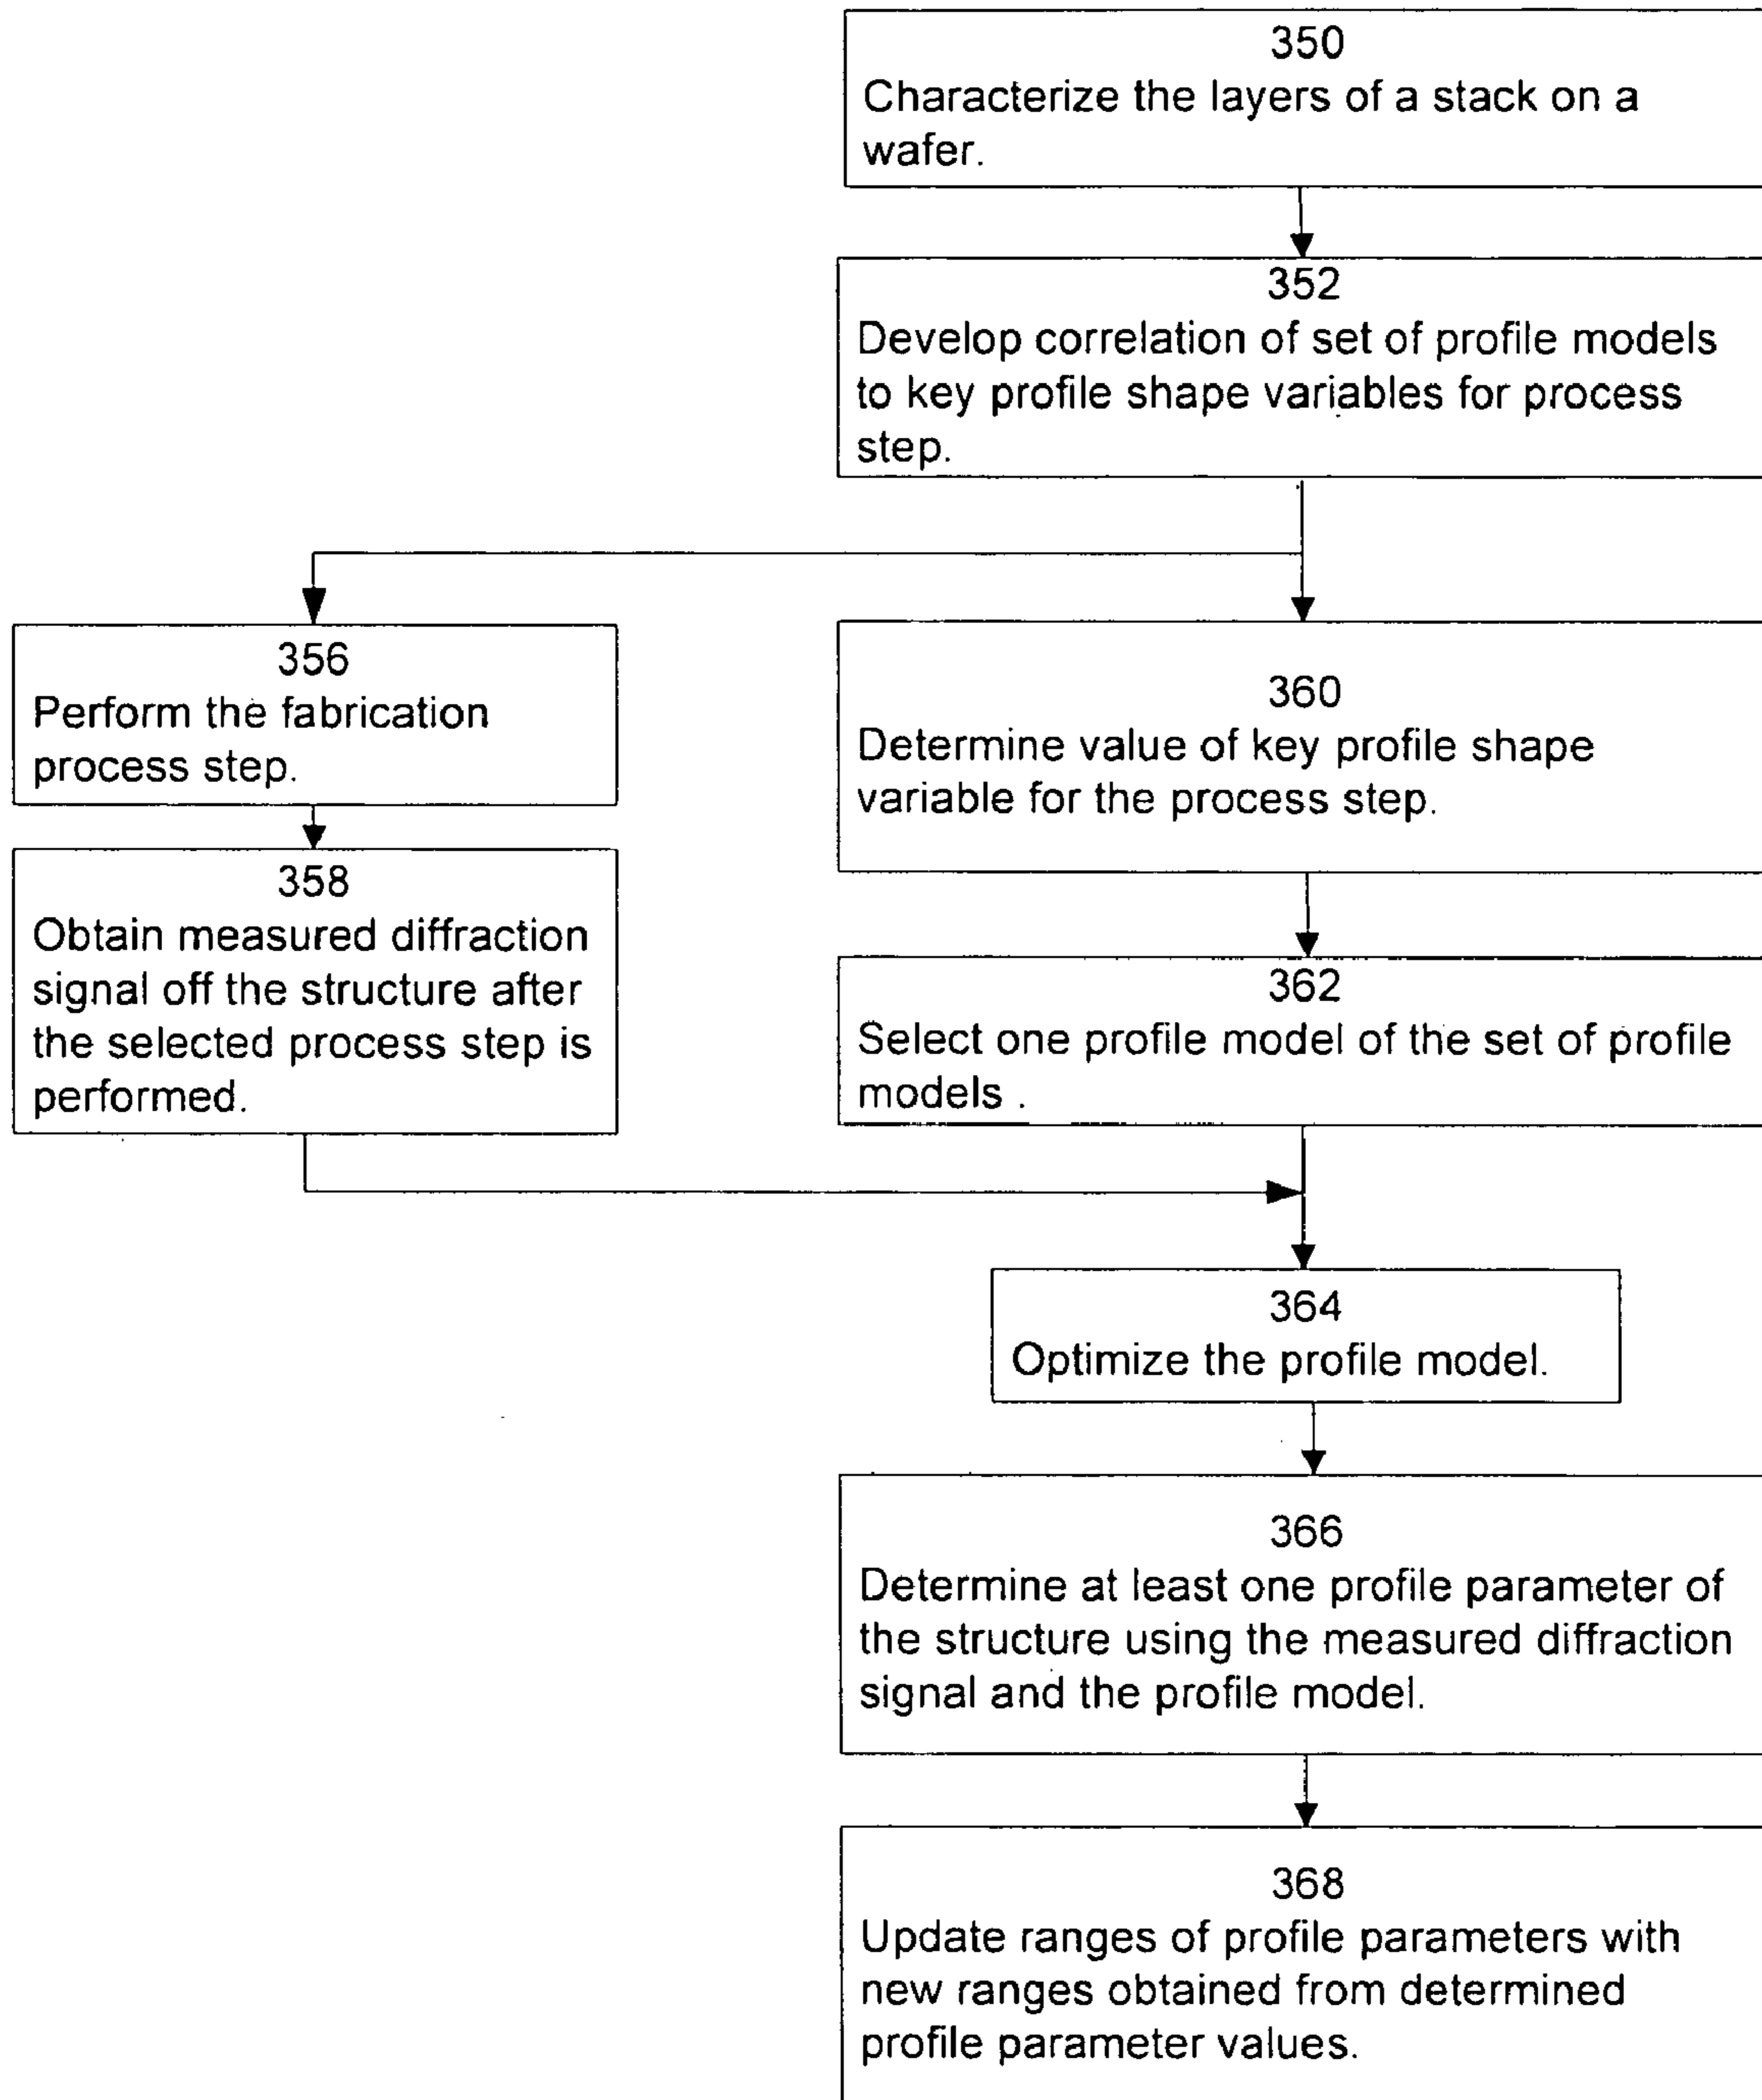 350
Characterize the layers of a stack on a
wafer.
352
Develop correlation of set of profile models
to key profile shape variables for process
step.
356
Perform the fabrication
process step.
358
Obtain measured diffraction
signal off the structure after
the selected process step is
performed.
360
Determine value of key profile shape
variable for the process step.
362
Select one profile model of the set of profile
models .
364
Optimize the profile model.
366
Determine at least one profile parameter of
the structure using the measured diffraction
signal and the profile model.
368
Update ranges of profile parameters with
new ranges obtained from determined
profile parameter values.